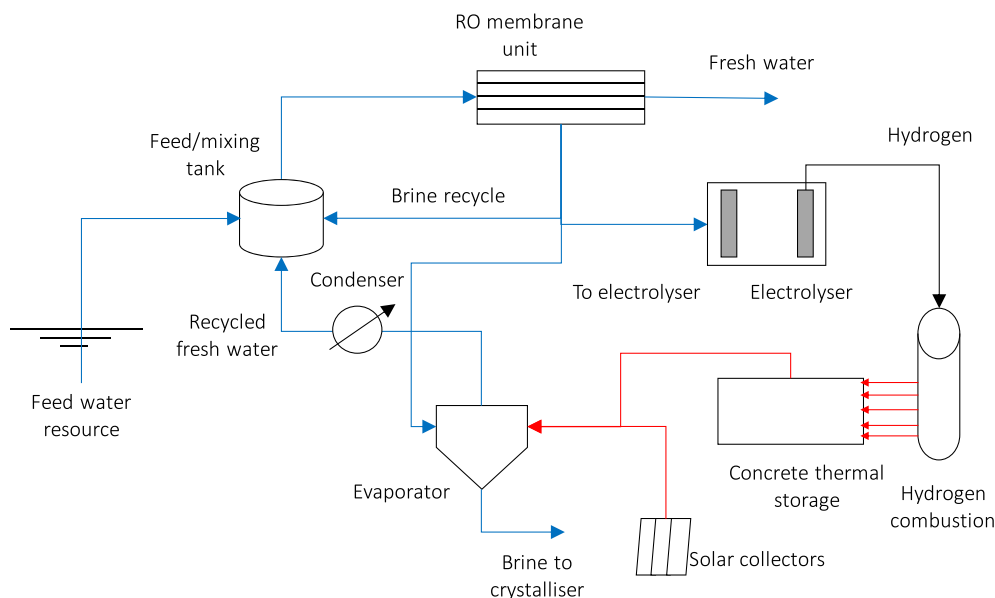 RO membrane
unit
Fresh water
Hydrogen
Feed/mixing
tank
Brine recycle
Condenser
To electrolyser
Electrolyser
Recycled
fresh water
Feed water
resource
Evaporator
Concrete thermal
storage
Hydrogen
combustion
Solar collectors
Brine to
crystalliser